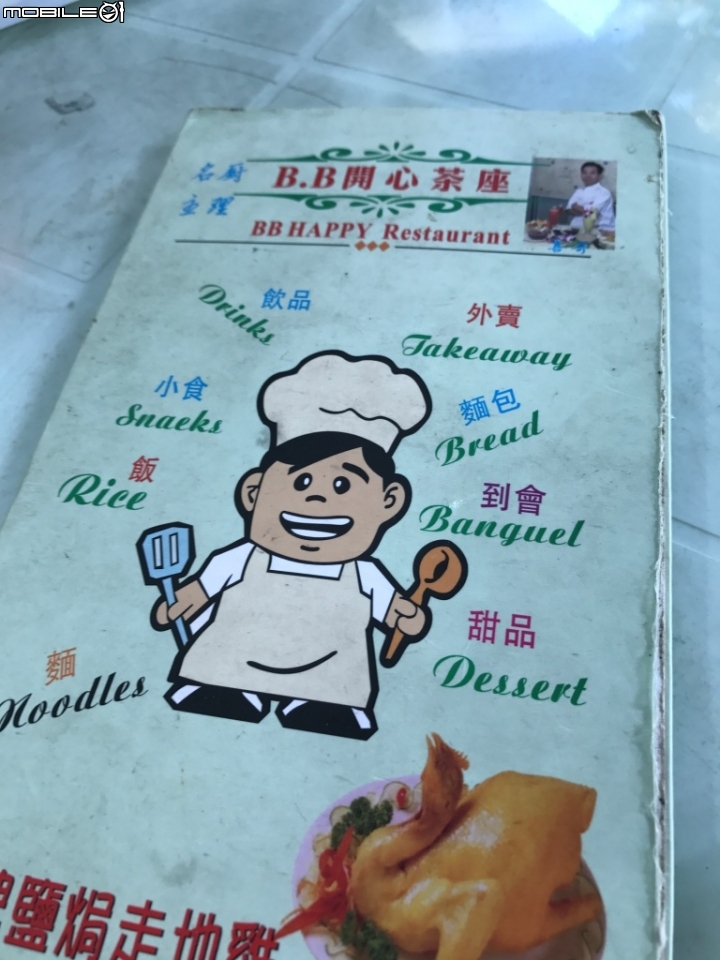 MOBILE01
名厨
主理
B.B開心茶座
BB HAPPY Restaurant
飲品
Drinks
外賣
Takeaway
小食
Snaeks
麵包
Bread
飯
Rice
到會
Banguel
甜品
Dessert
麵
Noodles
鹽焗走地雞